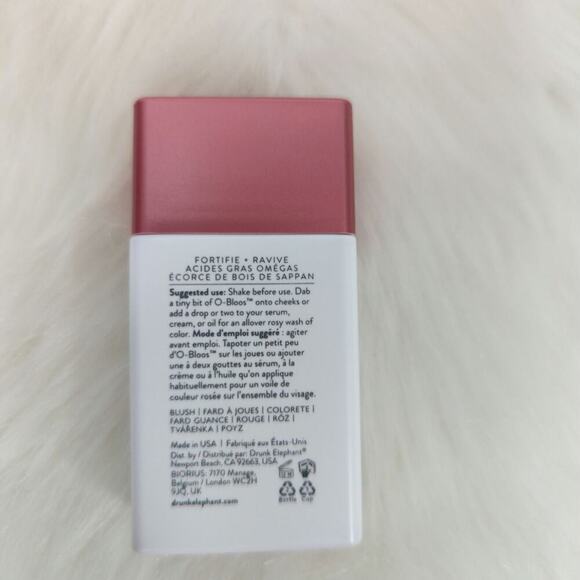 FORTIFIE + RAVIVE
ACIDES GRAS OMÉGAS
ÉCORCE DE BOIS DE SAPPAN
Suggested use: Shake before use. Dab
a tiny bit of O-Bloos™ onto cheeks or
add a drop or two to your serum,
cream, or oil for an allover rosy wash of
color. Mode d'emploi suggéré : agiter
avant emploi. Tapoter un petit peu
d'O-Bloos™ sur les joues ou ajouter
une à deux gouttes au sérum, à la
crème ou à l'huile qu'on applique
habituellement pour un voile de
couleur rosée sur l'ensemble du visage.
BLUSH | FARD À JOUES | COLORETE |
FARD GUANCE | ROUGE | RÓŻ |
TVÁŘENKA | POYZ
Made in USA | Fabriqué aux États-Unis
Dist. by / Distribué par: Drunk Elephant®
Newport Beach, CA 92663, USA
BIORIUS: 7170 Manage,
Belgium / London WC2H
9JQ, UK
drunkelephant.com
Bottle Cap